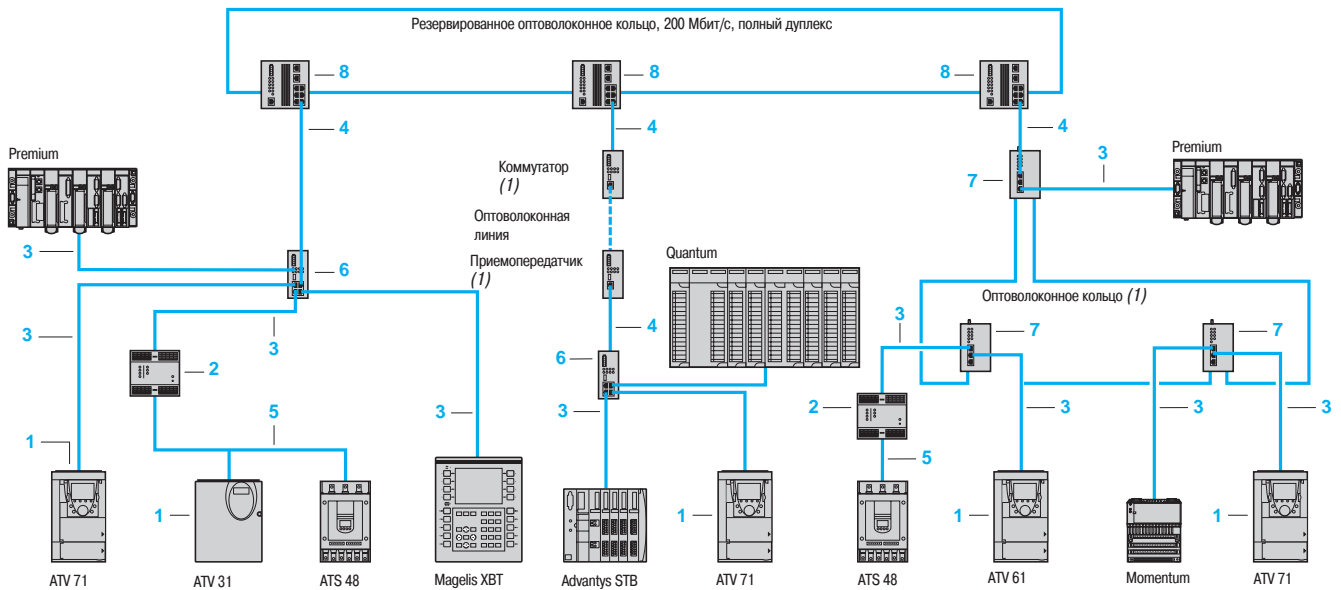 Резервированное оптоволоконное кольцо, 200 Мбит/с, полный дуплекс
8
8
8
4
4
4
Premium
Коммутатор
(1)
7
3
Premium
3
Оптоволоконная
линия
6
Приемопередатчик
(1)
Quantum
Оптоволоконное кольцо (1)
3
3
4
3
7
7
2
6
5
3
3
2
3
3
3
1
5
1
1
1
1
ATV 71
ATV 31
ATS 48
Magelis XBT
Advantys STB
ATV 71
ATS 48
ATV 61
Momentum
ATV 71